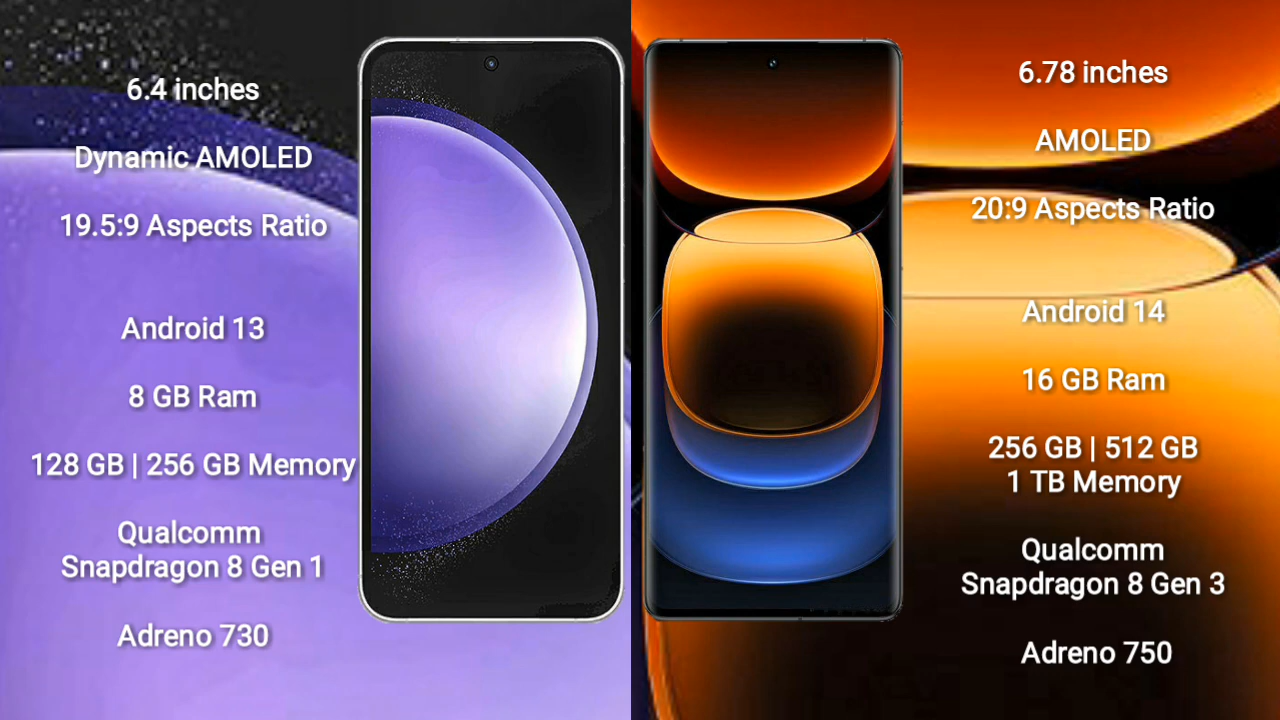 6.4 inches
Dynamic AMOLED
19.5:9 Aspects Ratio
Android 13
8 GB Ram
128 GB | 256 GB Memory
Qualcomm
Snapdragon 8 Gen 1
Adreno 730
6.78 inches
AMOLED
20:9 Aspects Ratio
Android 14
16 GB Ram
256 GB | 512 GB
1 TB Memory
Qualcomm
Snapdragon 8 Gen 3
Adreno 750